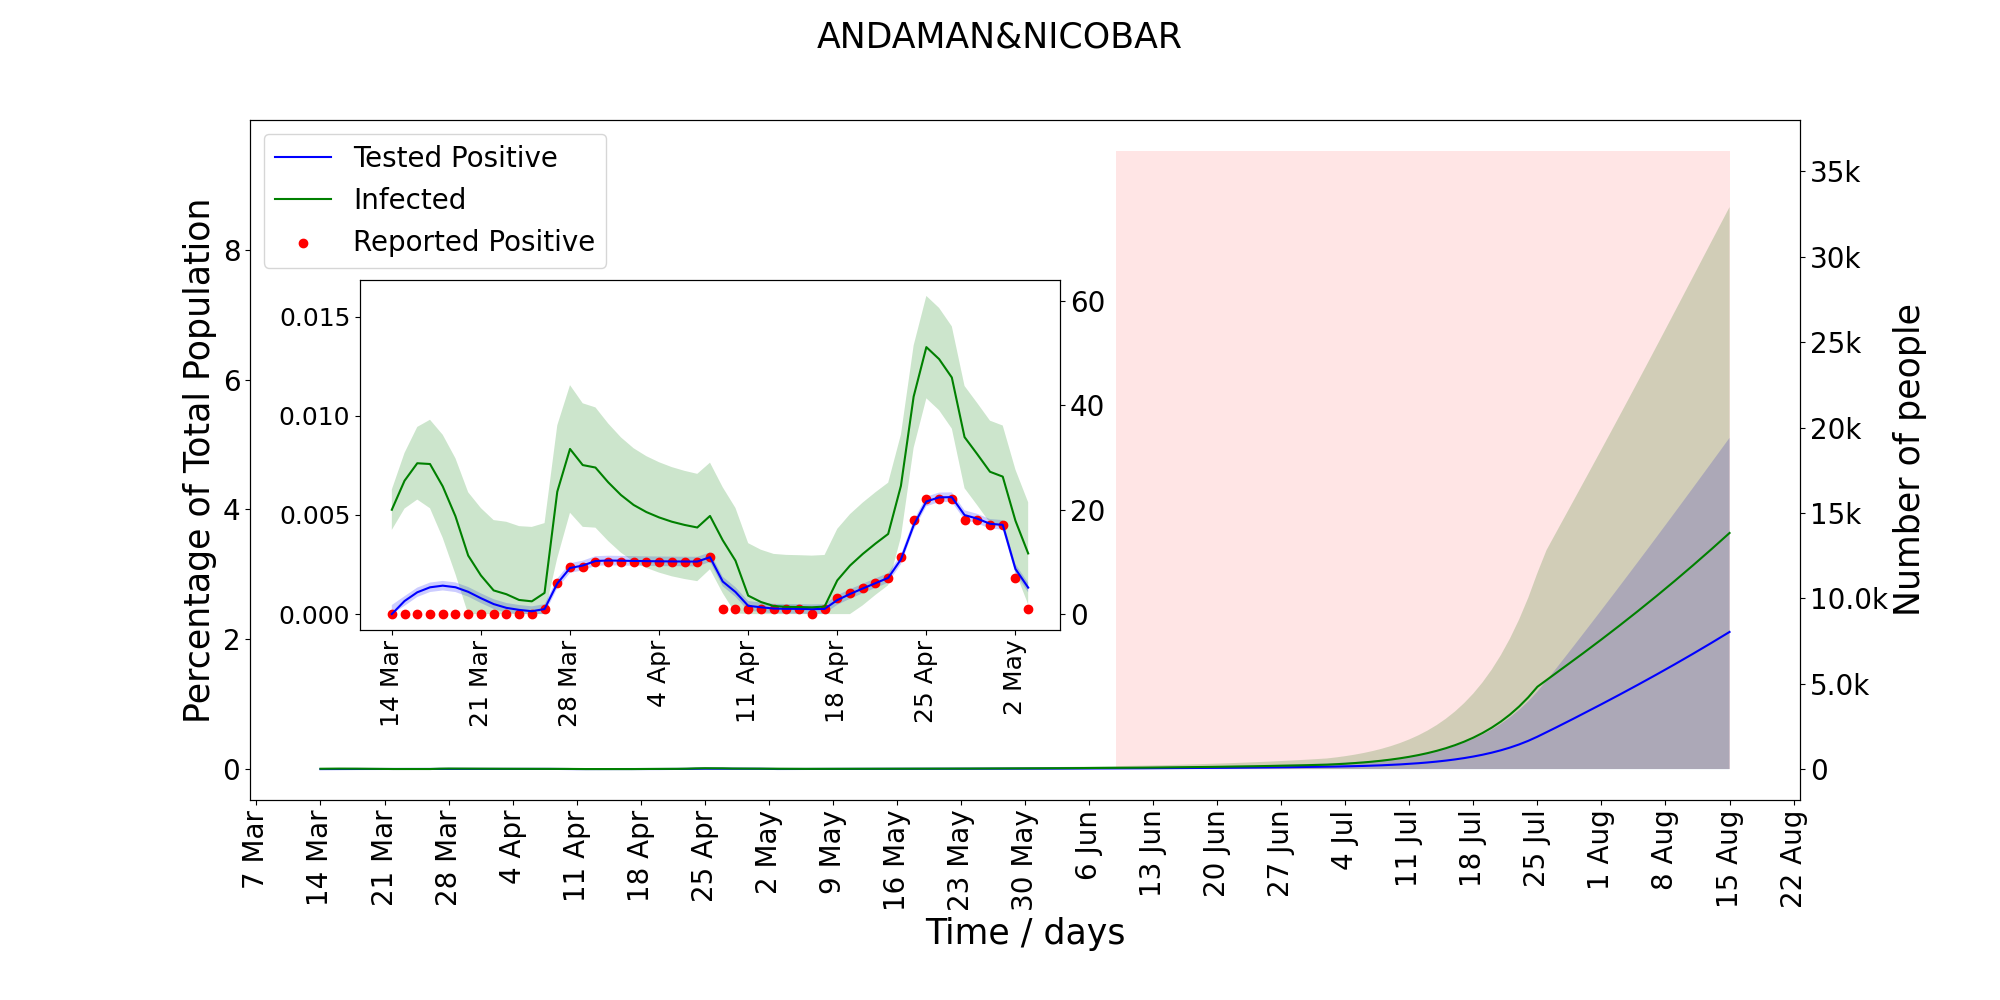 ANDAMAN&NICOBAR
Tested Positive
Infected
Reported Positive
Percentage of Total Population
8
6
4
2
0
0.015
0.010
0.005
0.000
60
40
20
0
14 Mar
21 Mar
28 Mar
4 Apr
11 Apr
18 Apr
25 Apr
2 May
35k
30k
25k
20k
15k
10.0k
5.0k
0
Number of people
7 Mar
14 Mar
21 Mar
28 Mar
4 Apr
11 Apr
18 Apr
25 Apr
2 May
9 May
16 May
23 May
30 May
6 Jun
13 Jun
20 Jun
27 Jun
4 Jul
11 Jul
18 Jul
25 Jul
1 Aug
8 Aug
15 Aug
22 Aug
Time / days